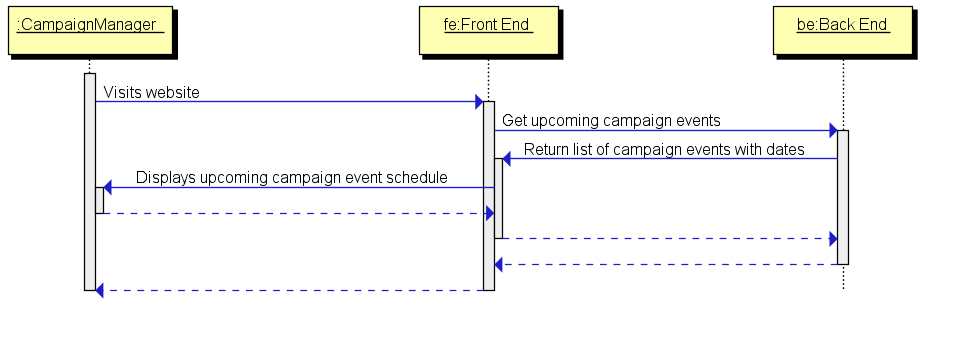 :CampaignManager
fe:Front End
be:Back End
Visits website
Get upcoming campaign events
Return list of campaign events with dates
Displays upcoming campaign event schedule